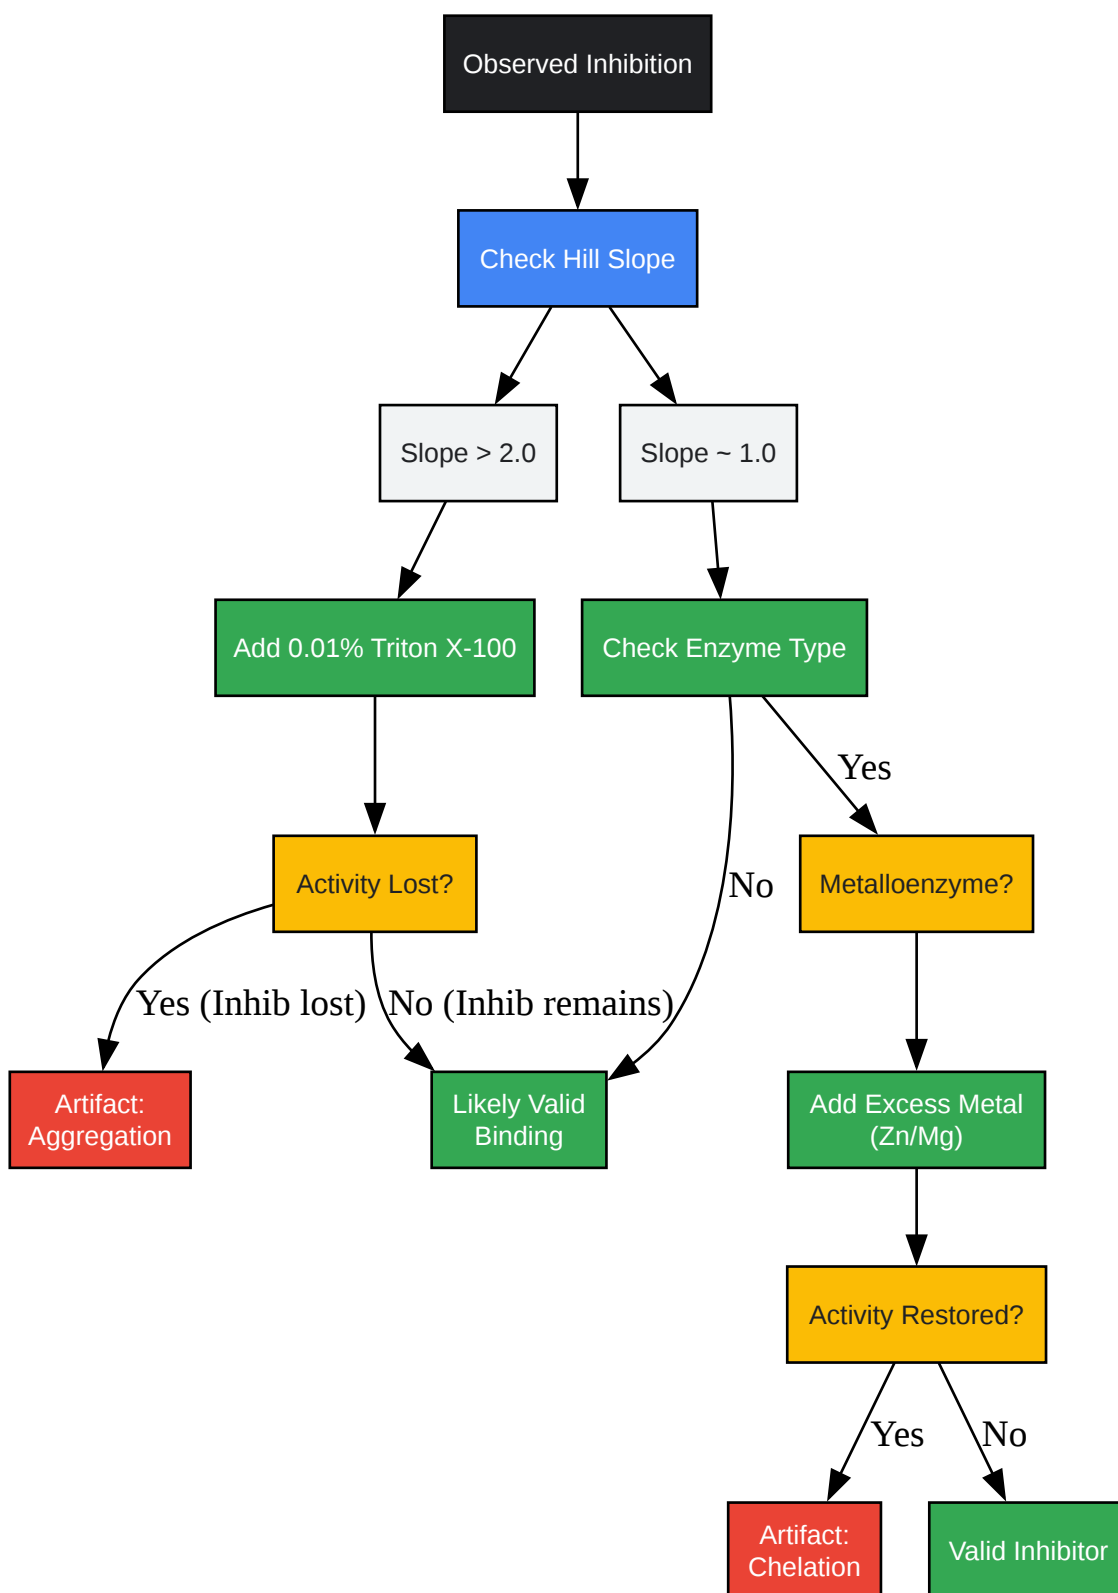 Observed Inhibition
Check Hill Slope
Slope > 2.0
Slope ~ 1.0
Add 0.01% Triton X-100
Check Enzyme Type
Yes
Activity Lost?
Metalloenzyme?
No
Yes (Inhib lost)
No (Inhib remains)
Artifact:
Aggregation
Likely Valid
Binding
Add Excess Metal
(Zn/Mg)
Activity Restored?
Yes
No
Artifact:
Chelation
Valid Inhibitor